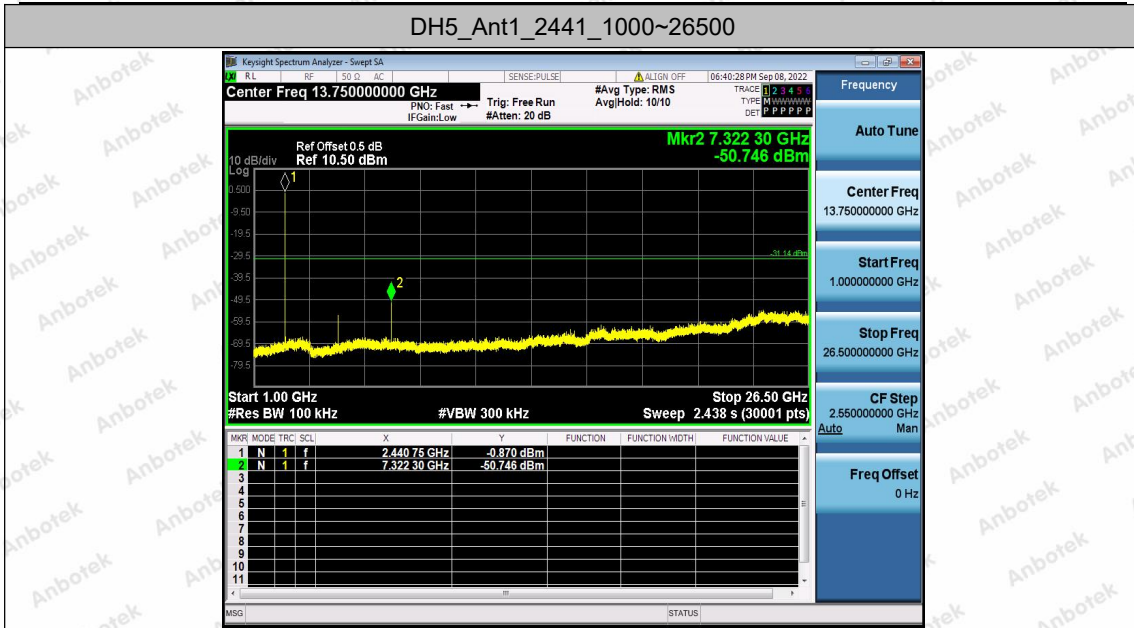 DH5_Ant1_2441_1000~26500
Keysight Spectrum Analyzer - Swept SA
RL RF 50 Ω AC SENSE:PULSE ALIGN OFF 06:40:28 PM Sep 08, 2022
Center Freq 13.750000000 GHz
PNO: Fast
IFGain:Low
Trig: Free Run
#Atten: 20 dB
#Avg Type: RMS
Avg|Hold: 10/10
TRACE 1 2 3 4 5 6
TYPE M WWWWW
DET P P P P P P
Ref Offset 0.5 dB
10 dB/div Ref 10.50 dBm
Log
Mkr2 7.322 30 GHz
-50.746 dBm
1
0.500
-9.50
-19.5
-29.5
-31.14 dBm
-39.5
2
-49.5
-59.5
-69.5
-79.5
Start 1.00 GHz Stop 26.50 GHz
#Res BW 100 kHz #VBW 300 kHz Sweep 2.438 s (30001 pts)
MKR MODE TRC SCL X Y FUNCTION FUNCTION WIDTH FUNCTION VALUE
1 N 1 f 2.440 75 GHz -0.870 dBm
2 N 1 f 7.322 30 GHz -50.746 dBm
3
4
5
6
7
8
9
10
11
MSG STATUS
Frequency
Auto Tune
Center Freq
13.750000000 GHz
Start Freq
1.000000000 GHz
Stop Freq
26.500000000 GHz
CF Step
2.550000000 GHz
Auto Man
Freq Offset
0 Hz
Anbotek